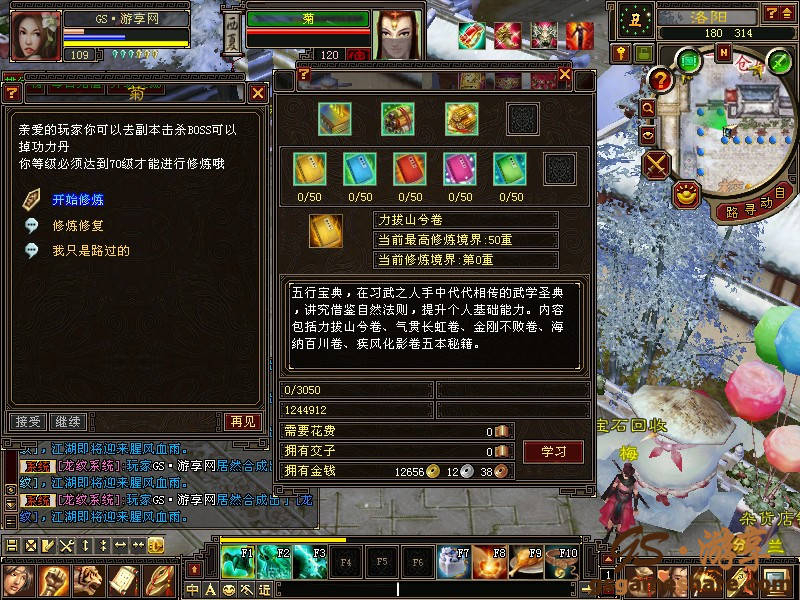 GS·游享网
109
西夏
菊
120
丑
洛阳
180 314
N
自动寻路
菊
亲爱的玩家你可以去副本击杀BOSS可以
掉功力丹
你等级必须达到70级才能进行修炼哦
开始修炼
修炼修复
我只是路过的
接受
继续
再见
0/50
0/50
0/50
0/50
0/50
力拔山兮卷
当前最高修炼境界:50重
当前修炼境界:第0重
五行宝典，在习武之人手中代代相传的武学圣典
，讲究借鉴自然法则，提升个人基础能力。内容
包括力拔山兮卷、气贯长虹卷、金刚不败卷、海
纳百川卷、疾风化影卷五本秘籍。
0/3050
1244912
需要花费 0
拥有交子 0
拥有金钱 12656 12 38
学习
宝石回收
梅
杂货店
兰
纹]，江湖即将迎来腥风血雨。
系统 [龙纹系统]:玩家GS·游享网居然合成出
纹]，江湖即将迎来腥风血雨。
系统 [龙纹系统]:玩家GS·游享网居然合成出了[龙
纹]，江湖即将迎来腥风血雨。
F1 F2 F3 F4 F5 F6 F7 F8 F9 F10
中 A 近
1
GS·游享